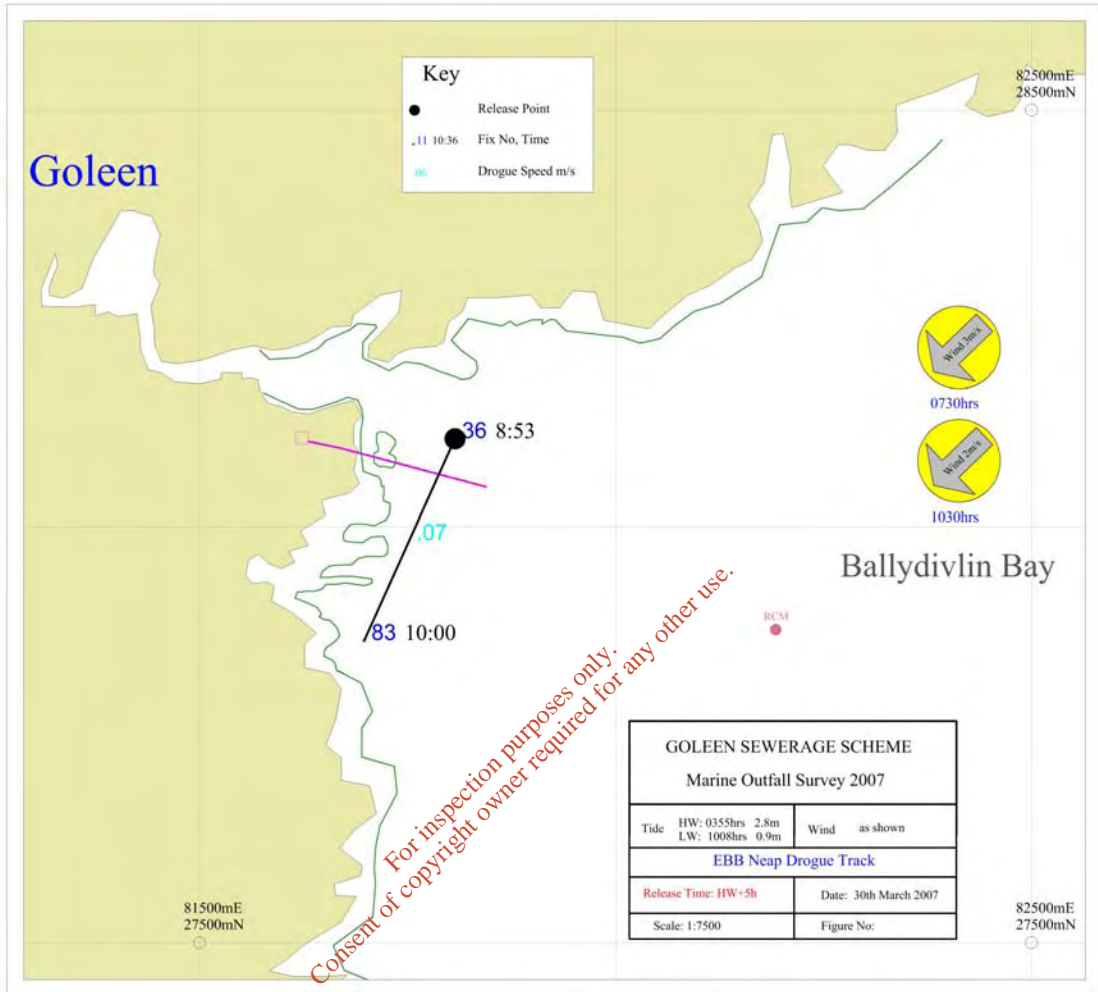 Key
Release Point
.11 10:36 Fix No, Time
.06 Drogue Speed m/s
82500mE
28500mN
Goleen
Wind 3m/s
0730hrs
36 8:53
Wind 2m/s
1030hrs
.07
Ballydivlin Bay
RCM
83 10:00
For inspection purposes only.
Consent of copyright owner required for any other use.
GOLEEN SEWERAGE SCHEME
Marine Outfall Survey 2007
Tide HW: 0355hrs 2.8m
LW: 1008hrs 0.9m
Wind as shown
EBB Neap Drogue Track
Release Time: HW+5h
Date: 30th March 2007
Scale: 1:7500
Figure No:
81500mE
27500mN
82500mE
27500mN